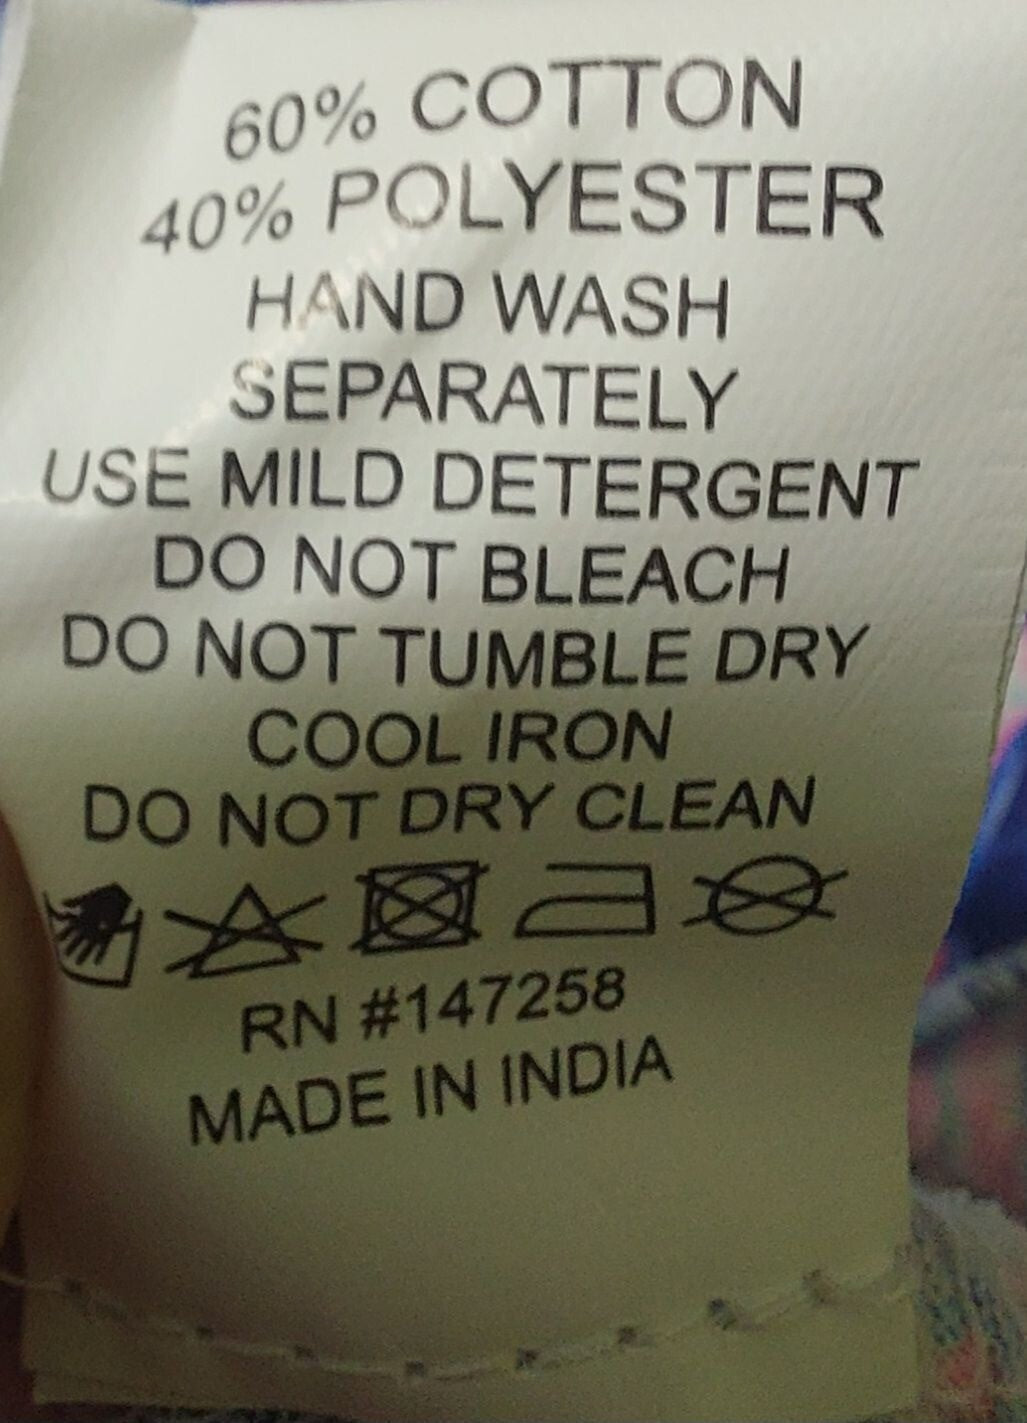 60% COTTON
40% POLYESTER
HAND WASH
SEPARATELY
USE MILD DETERGENT
DO NOT BLEACH
DO NOT TUMBLE DRY
COOL IRON
DO NOT DRY CLEAN
RN #147258
MADE IN INDIA